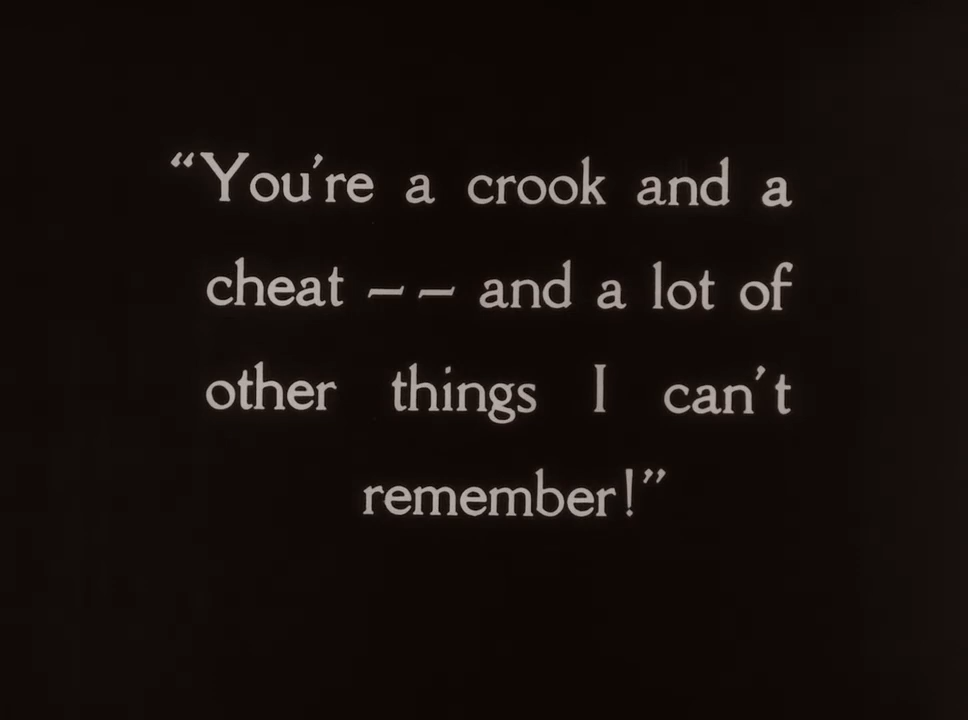 “You're a crook and a
cheat -- and a lot of
other things I can't
remember!”